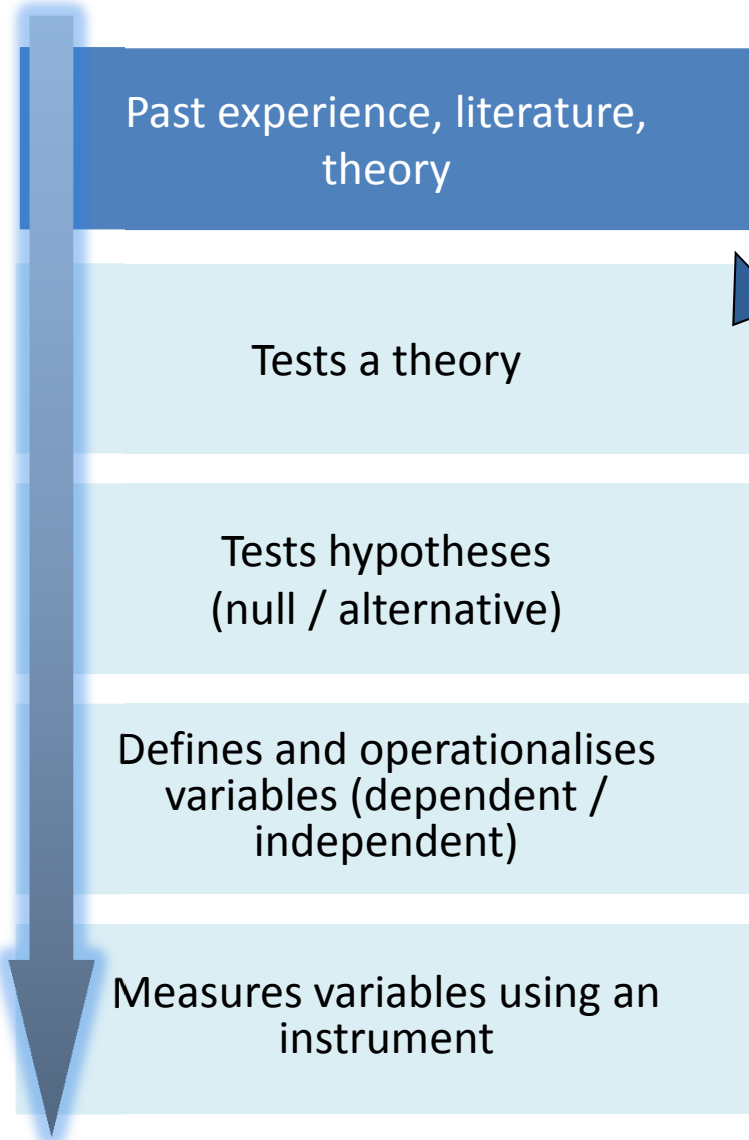 Past experience, literature,
theory
Tests a theory
Tests hypotheses
(null / alternative)
Defines and operationalises
variables (dependent /
independent)
Measures variables using an
instrument